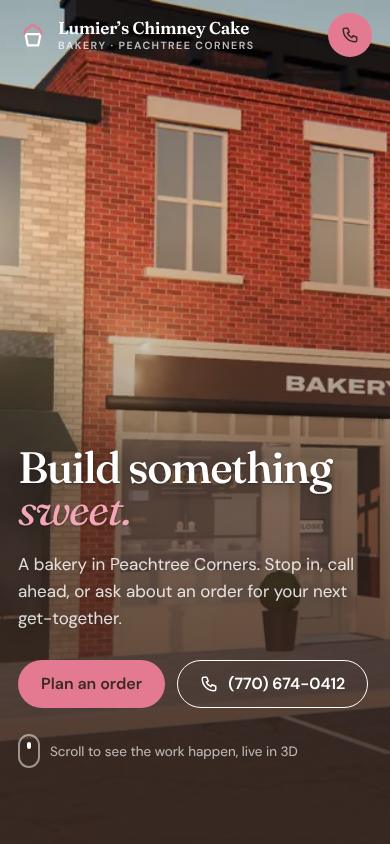 Lumier’s Chimney Cake
BAKERY · PEACHTREE CORNERS
BAKERY
Build something
sweet.
CLOSED
A bakery in Peachtree Corners. Stop in, call
ahead, or ask about an order for your next
get-together.
Plan an order
(770) 674-0412
Scroll to see the work happen, live in 3D